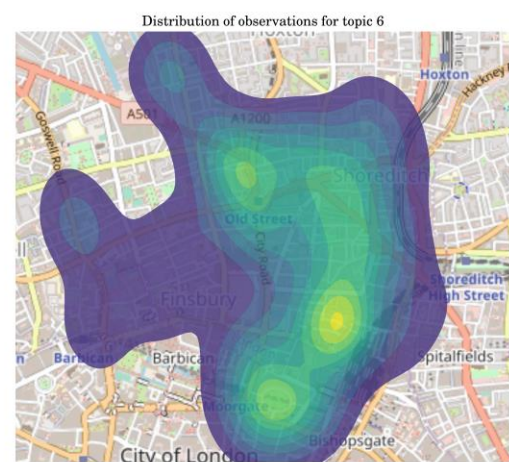 Distribution of observations for topic 6
Hoxton
Hoxton
Hackney
A501
A1200
Goswell Road
Shoreditch
Old Street
City Road
Shoreditch
High Street
Finsbury
Barbican
Barbican
Spitalfields
Moorgate
Bishopsgate
City of London